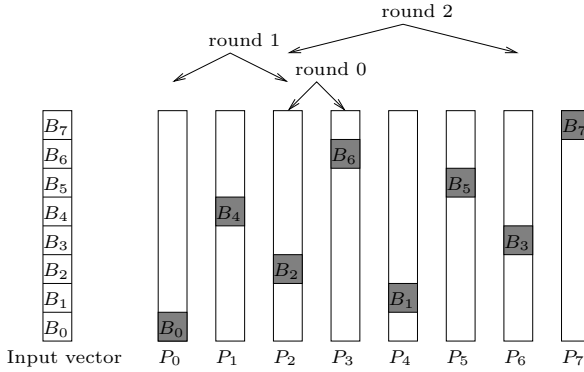 round 2
round 1
round 0
B₇ B₇
B₆ B₆
B₅ B₅
B₄ B₄
B₃ B₃
B₂ B₂
B₁ B₁
B₀ B₀
Input vector P₀ P₁ P₂ P₃ P₄ P₅ P₆ P₇